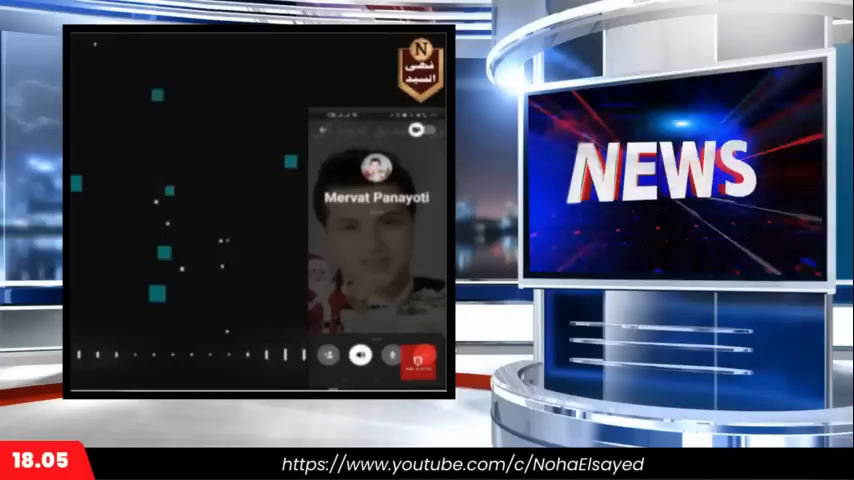 N
نهى
السيد
Mervat Panayoti
NEWS
18.05
https://www.youtube.com/c/NohaElsayed